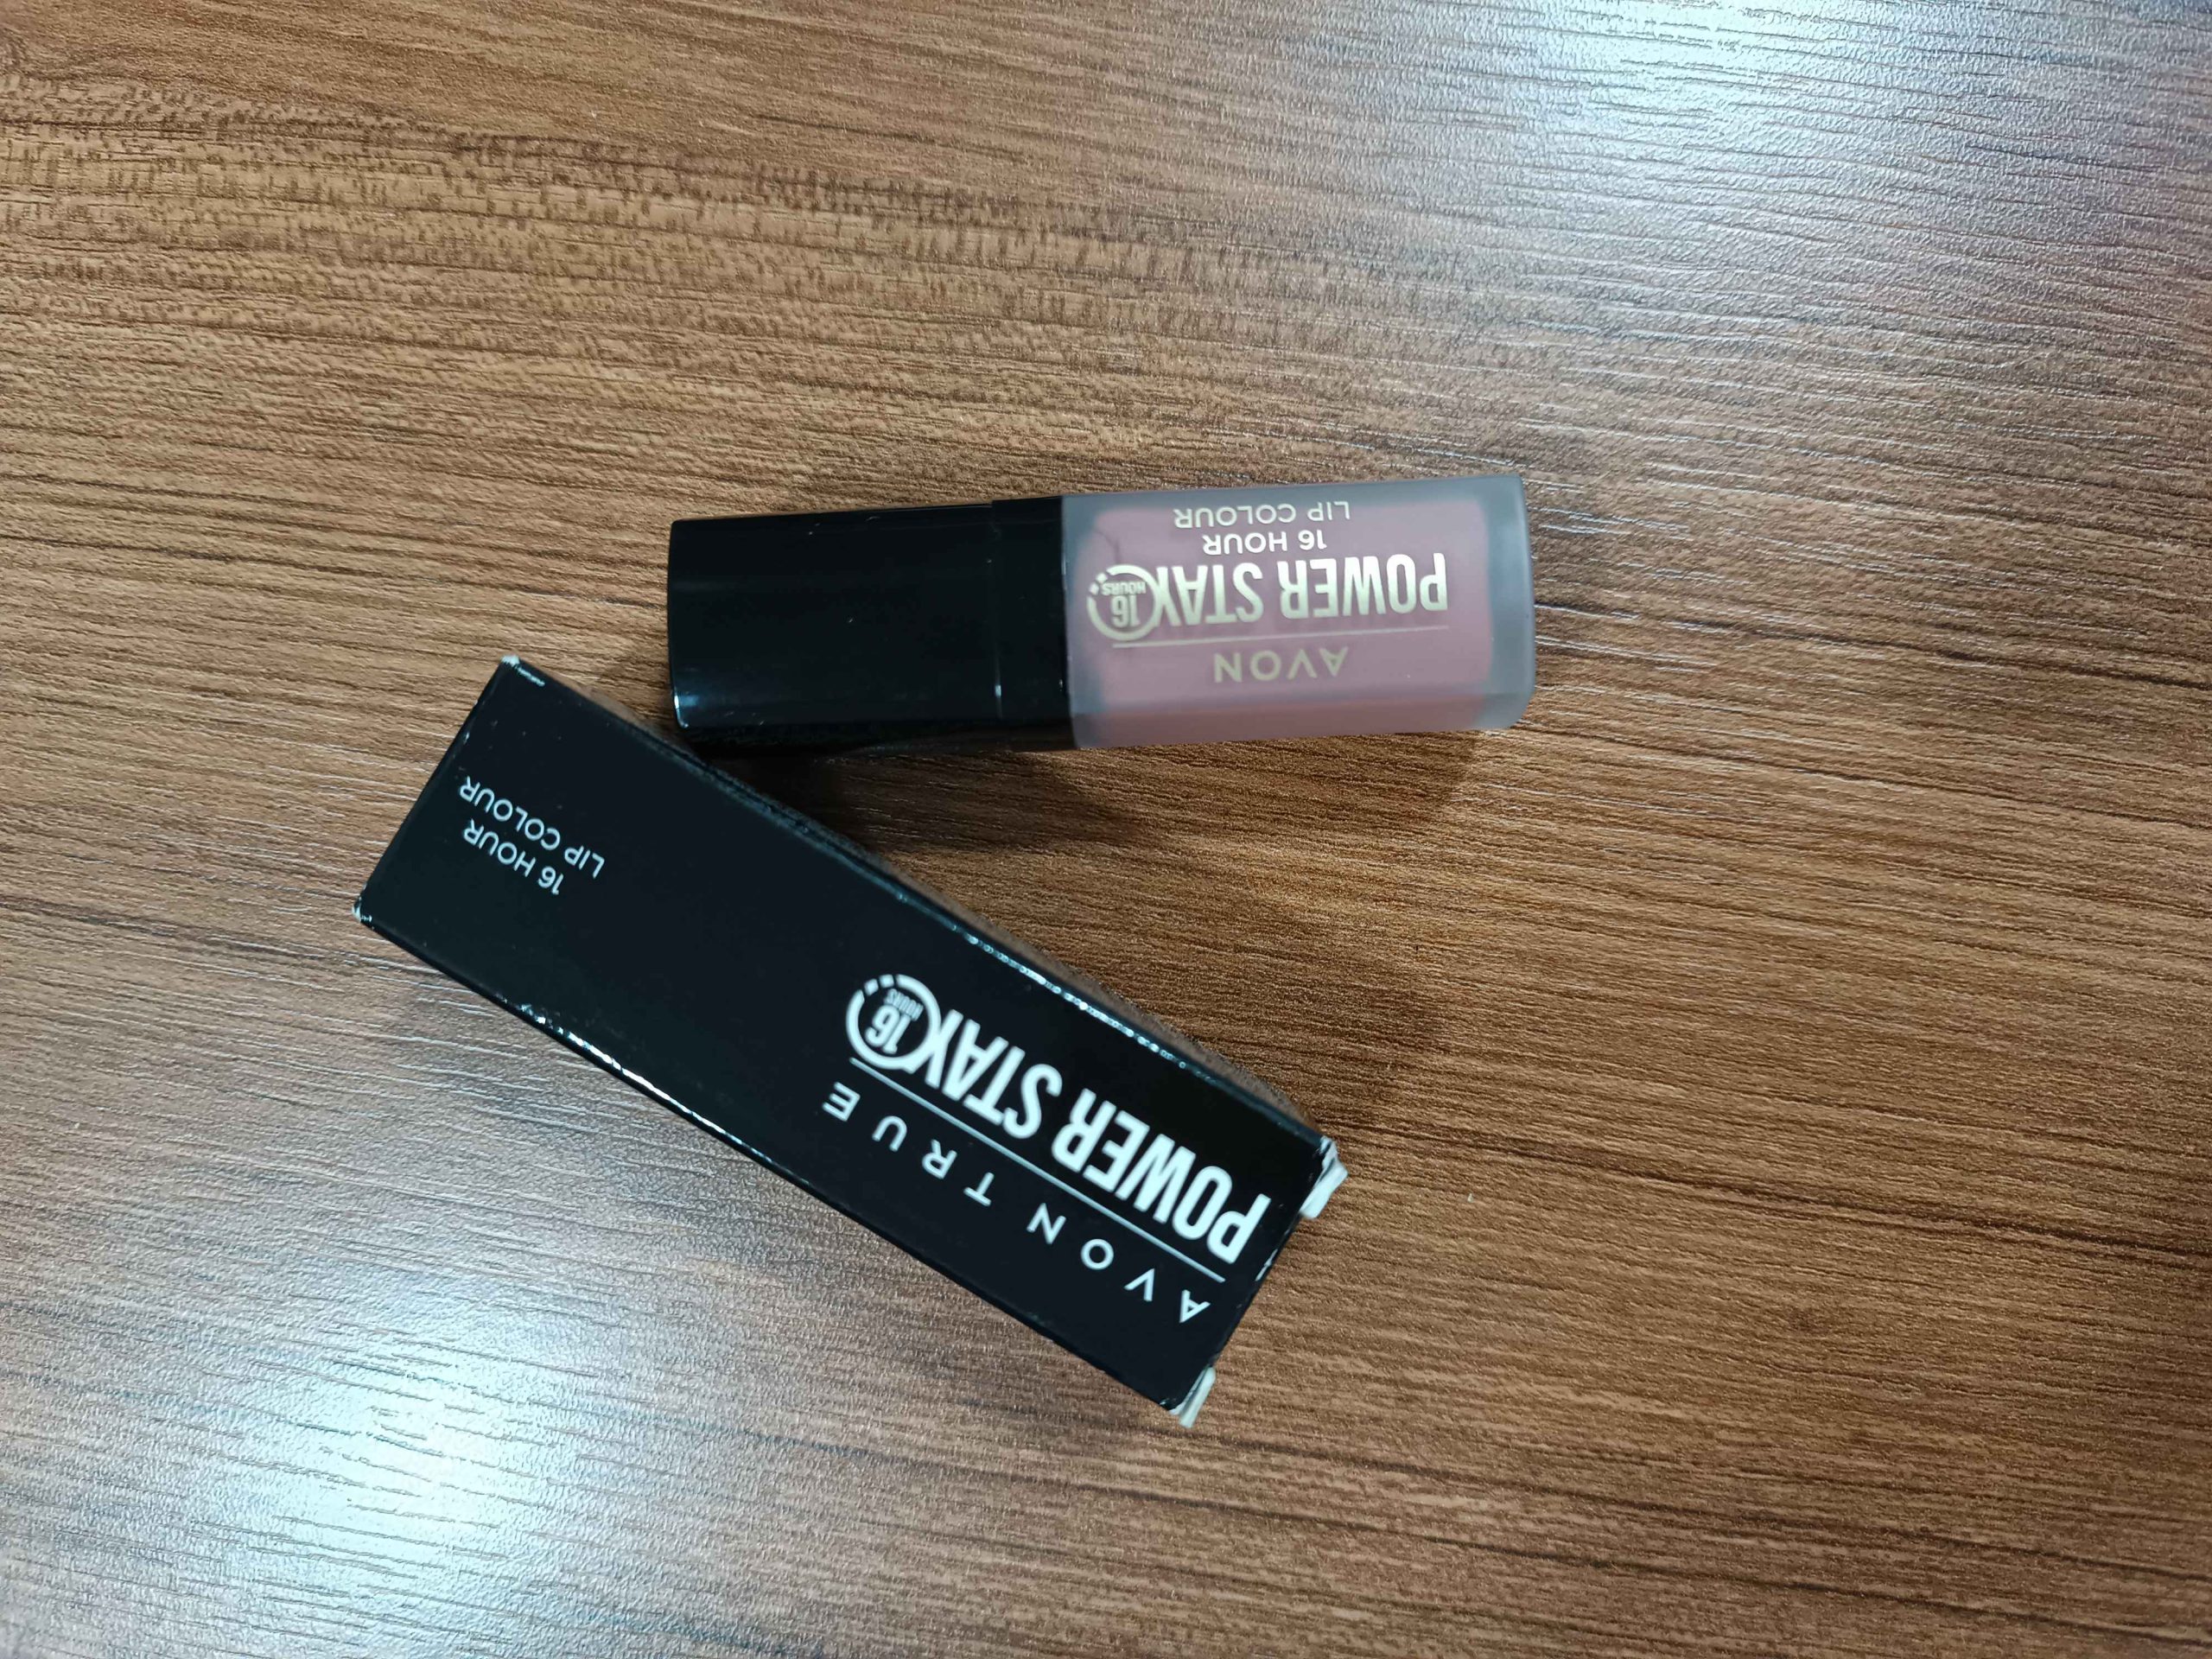 AVON
POWER STAY
16
HOURS
16 HOUR
LIP COLOUR
AVON TRUE
POWER STAY
16
HOURS
16 HOUR
LIP COLOUR